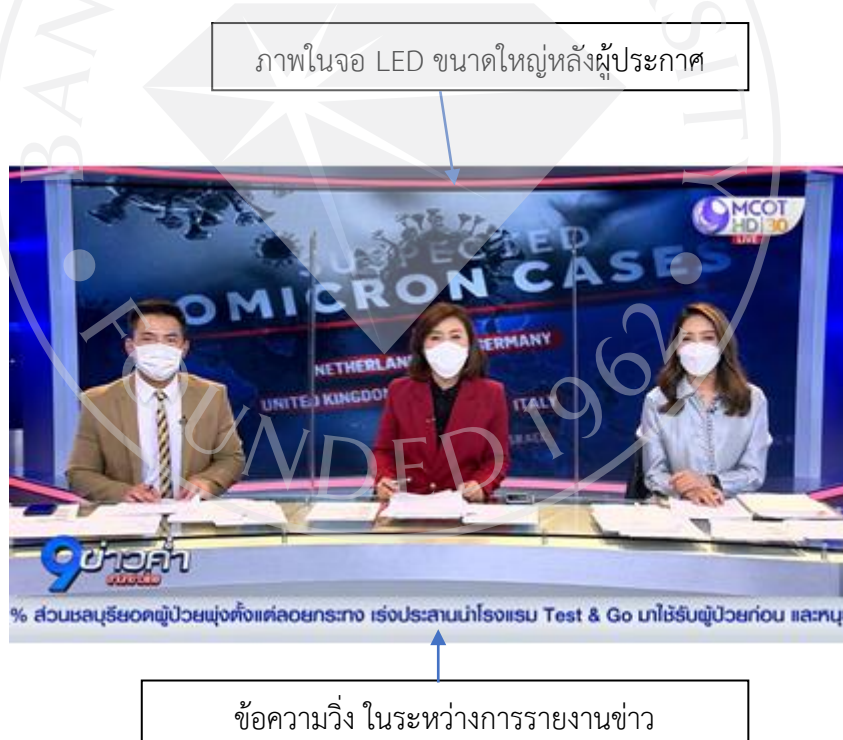 ภาพในจอ LED ขนาดใหญ่หลังผู้ประกาศ
MCOT
HD 30
LIVE
SUSPECTED
OMICRON CASES
GERMANY
NETHERLAN
UNITED KINGDO
ITALY
FOUNDED 1962
9ข่าวค่ำ
% ส่วนชลบุรียอดผู้ป่วยพุ่งตั้งแต่ลอยกระทง เร่งประสานนำโรงแรม Test & Go มาใช้รับผู้ป่วยก่อน และหนุ
ข้อความวิ่ง ในระหว่างการรายงานข่าว